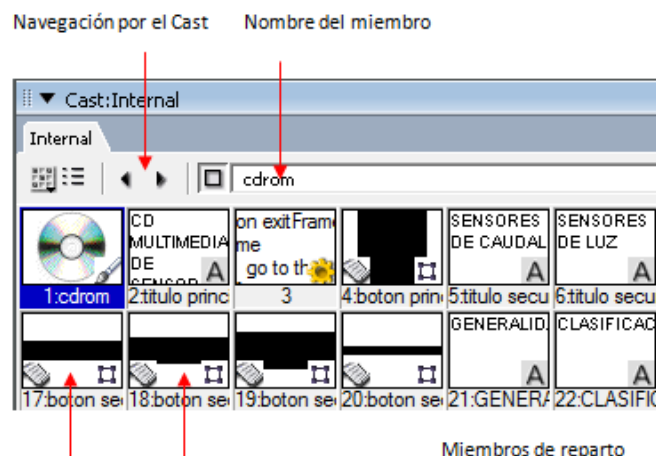 Navegación por el Cast
Nombre del miembro
Cast:Internal
Internal
cdrom
CD
MULTIMEDIA
DE
on exitFram
me
go to th
SENSORES
DE CAUDAL
SENSORES
DE LUZ
1:cdrom
2:titulo princ
3
4:boton prin
5:titulo secu
6:titulo secu
GENERALID
CLASIFICAC
17:boton se
18:boton se
19:boton se
20:boton se
21:GENER
22:CLASIFIC
Miembros de reparto